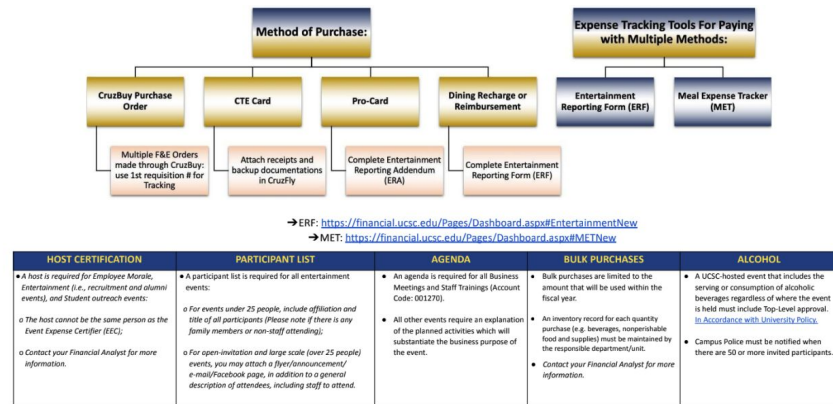 Method of Purchase:
Expense Tracking Tools For Paying
with Multiple Methods:
CruzBuy Purchase
Order
CTE Card
Pro-Card
Dining Recharge or
Reimbursement
Entertainment
Reporting Form (ERF)
Meal Expense Tracker
(MET)
Multiple F&E Orders
made through CruzBuy:
use 1st requisition # for
Tracking
Attach receipts and
backup documentations
in CruzFly
Complete Entertainment
Reporting Addendum
(ERA)
Complete Entertainment
Reporting Form (ERF)
➔ERF: https://financial.ucsc.edu/Pages/Dashboard.aspx#EntertainmentNew
➔MET: https://financial.ucsc.edu/Pages/Dashboard.aspx#METNew
HOST CERTIFICATION
● A host is required for Employee Morale,
Entertainment (i.e., recruitment and alumni
events), and Student outreach events:
o The host cannot be the same person as the
Event Expense Certifier (EEC);
● Contact your Financial Analyst for more
information.
PARTICIPANT LIST
● A participant list is required for all entertainment
events:
o For events under 25 people, include affiliation and
title of all participants (Please note if there is any
family members or non-staff attending);
o For open-invitation and large scale (over 25 people)
events, you may attach a flyer/announcement/
e-mail/Facebook page, in addition to a general
description of attendees, including staff to attend.
AGENDA
● An agenda is required for all Business
Meetings and Staff Trainings (Account
Code: 001270).
● All other events require an explanation
of the planned activities which will
substantiate the business purpose of
the event.
BULK PURCHASES
● Bulk purchases are limited to the
amount that will be used within the
fiscal year.
● An inventory record for each quantity
purchase (e.g. beverages, nonperishable
food and supplies) must be maintained by
the responsible department/unit.
● Contact your Financial Analyst for more
information.
ALCOHOL
● A UCSC-hosted event that includes the
serving or consumption of alcoholic
beverages regardless of where the event
is held must include Top-Level approval.
In Accordance with University Policy.
● Campus Police must be notified when
there are 50 or more invited participants.